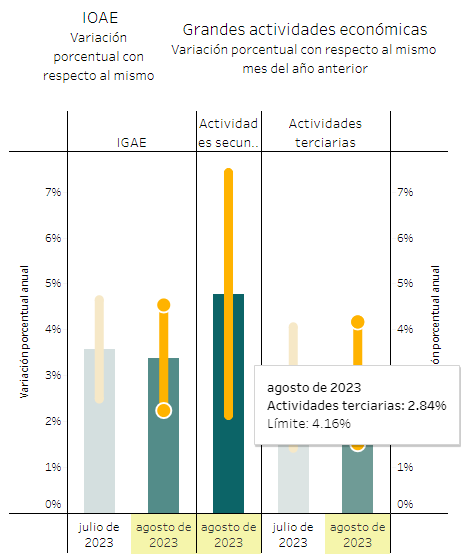 IOAE
Variación
porcentual con
respecto al mismo
Grandes actividades económicas
Variación porcentual con respecto al mismo
mes del año anterior
IGAE
Actividad
es secun..
Actividades
terciarias
Variación porcentual anual
7%
6%
5%
4%
3%
2%
1%
0%
7%
6%
5%
4%
1%
0%
porcentual anual
agosto de 2023
Actividades terciarias: 2.84%
Límite: 4.16%
julio de
2023
agosto de
2023
agosto de
2023
julio de
2023
agosto de
2023